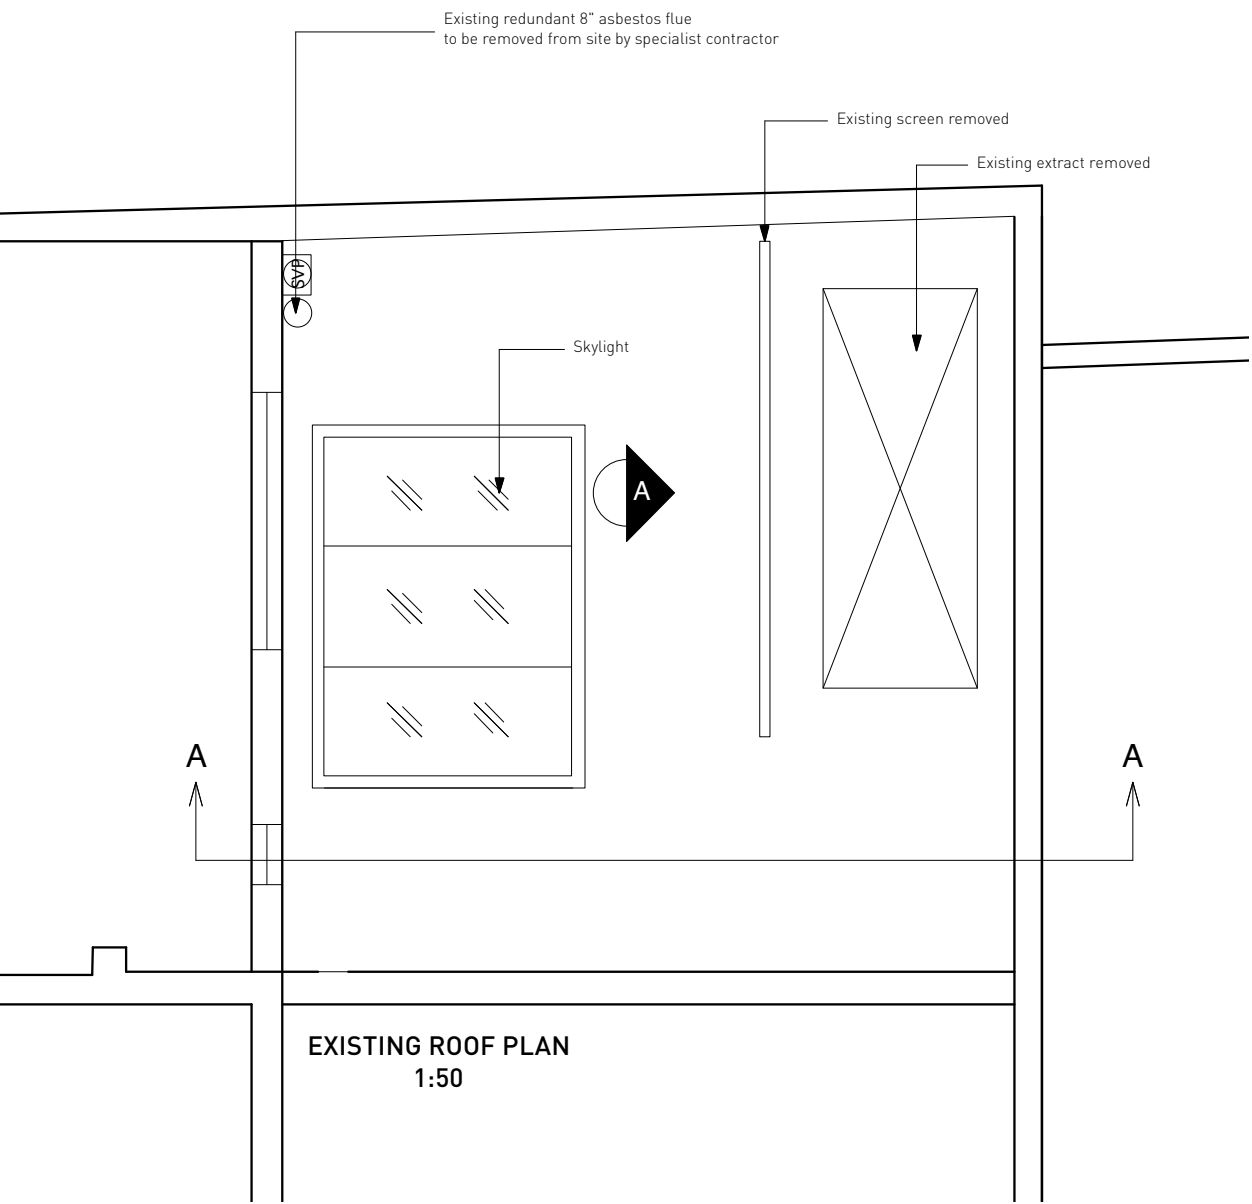 Existing redundant 8" asbestos flue
to be removed from site by specialist contractor
Existing screen removed
Existing extract removed
SVP
Skylight
A
A
A
EXISTING ROOF PLAN
1:50